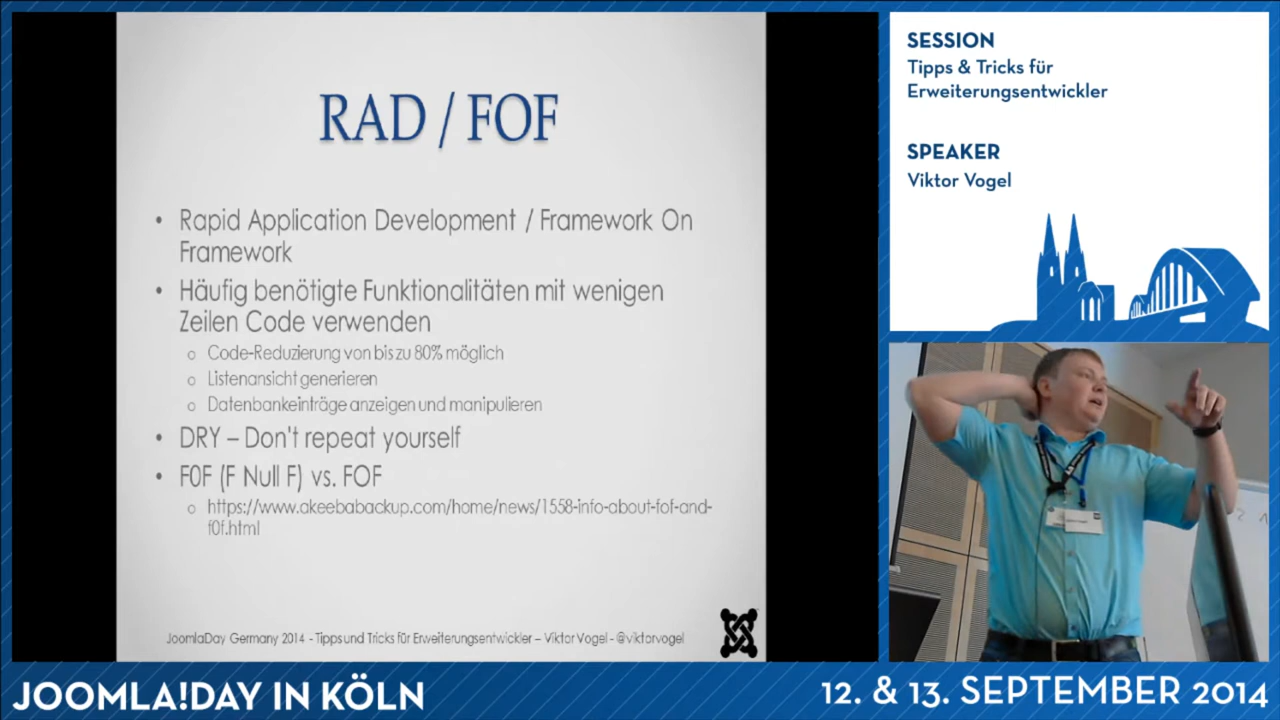 RAD / FOF
• Rapid Application Development / Framework On
Framework
• Häufig benötigte Funktionalitäten mit wenigen
Zeilen Code verwenden
o Code-Reduzierung von bis zu 80% möglich
o Listenansicht generieren
o Datenbankeinträge anzeigen und manipulieren
• DRY – Don't repeat yourself
• F0F (F Null F) vs. FOF
o https://www.akeebabackup.com/home/news/1558-info-about-fof-and-
f0f.html
JoomlaDay Germany 2014 - Tipps und Tricks für Erweiterungsentwickler – Viktor Vogel - @viktorvogel
SESSION
Tipps & Tricks für
Erweiterungsentwickler
SPEAKER
Viktor Vogel
JOOMLA!DAY IN KÖLN
12. & 13. SEPTEMBER 2014